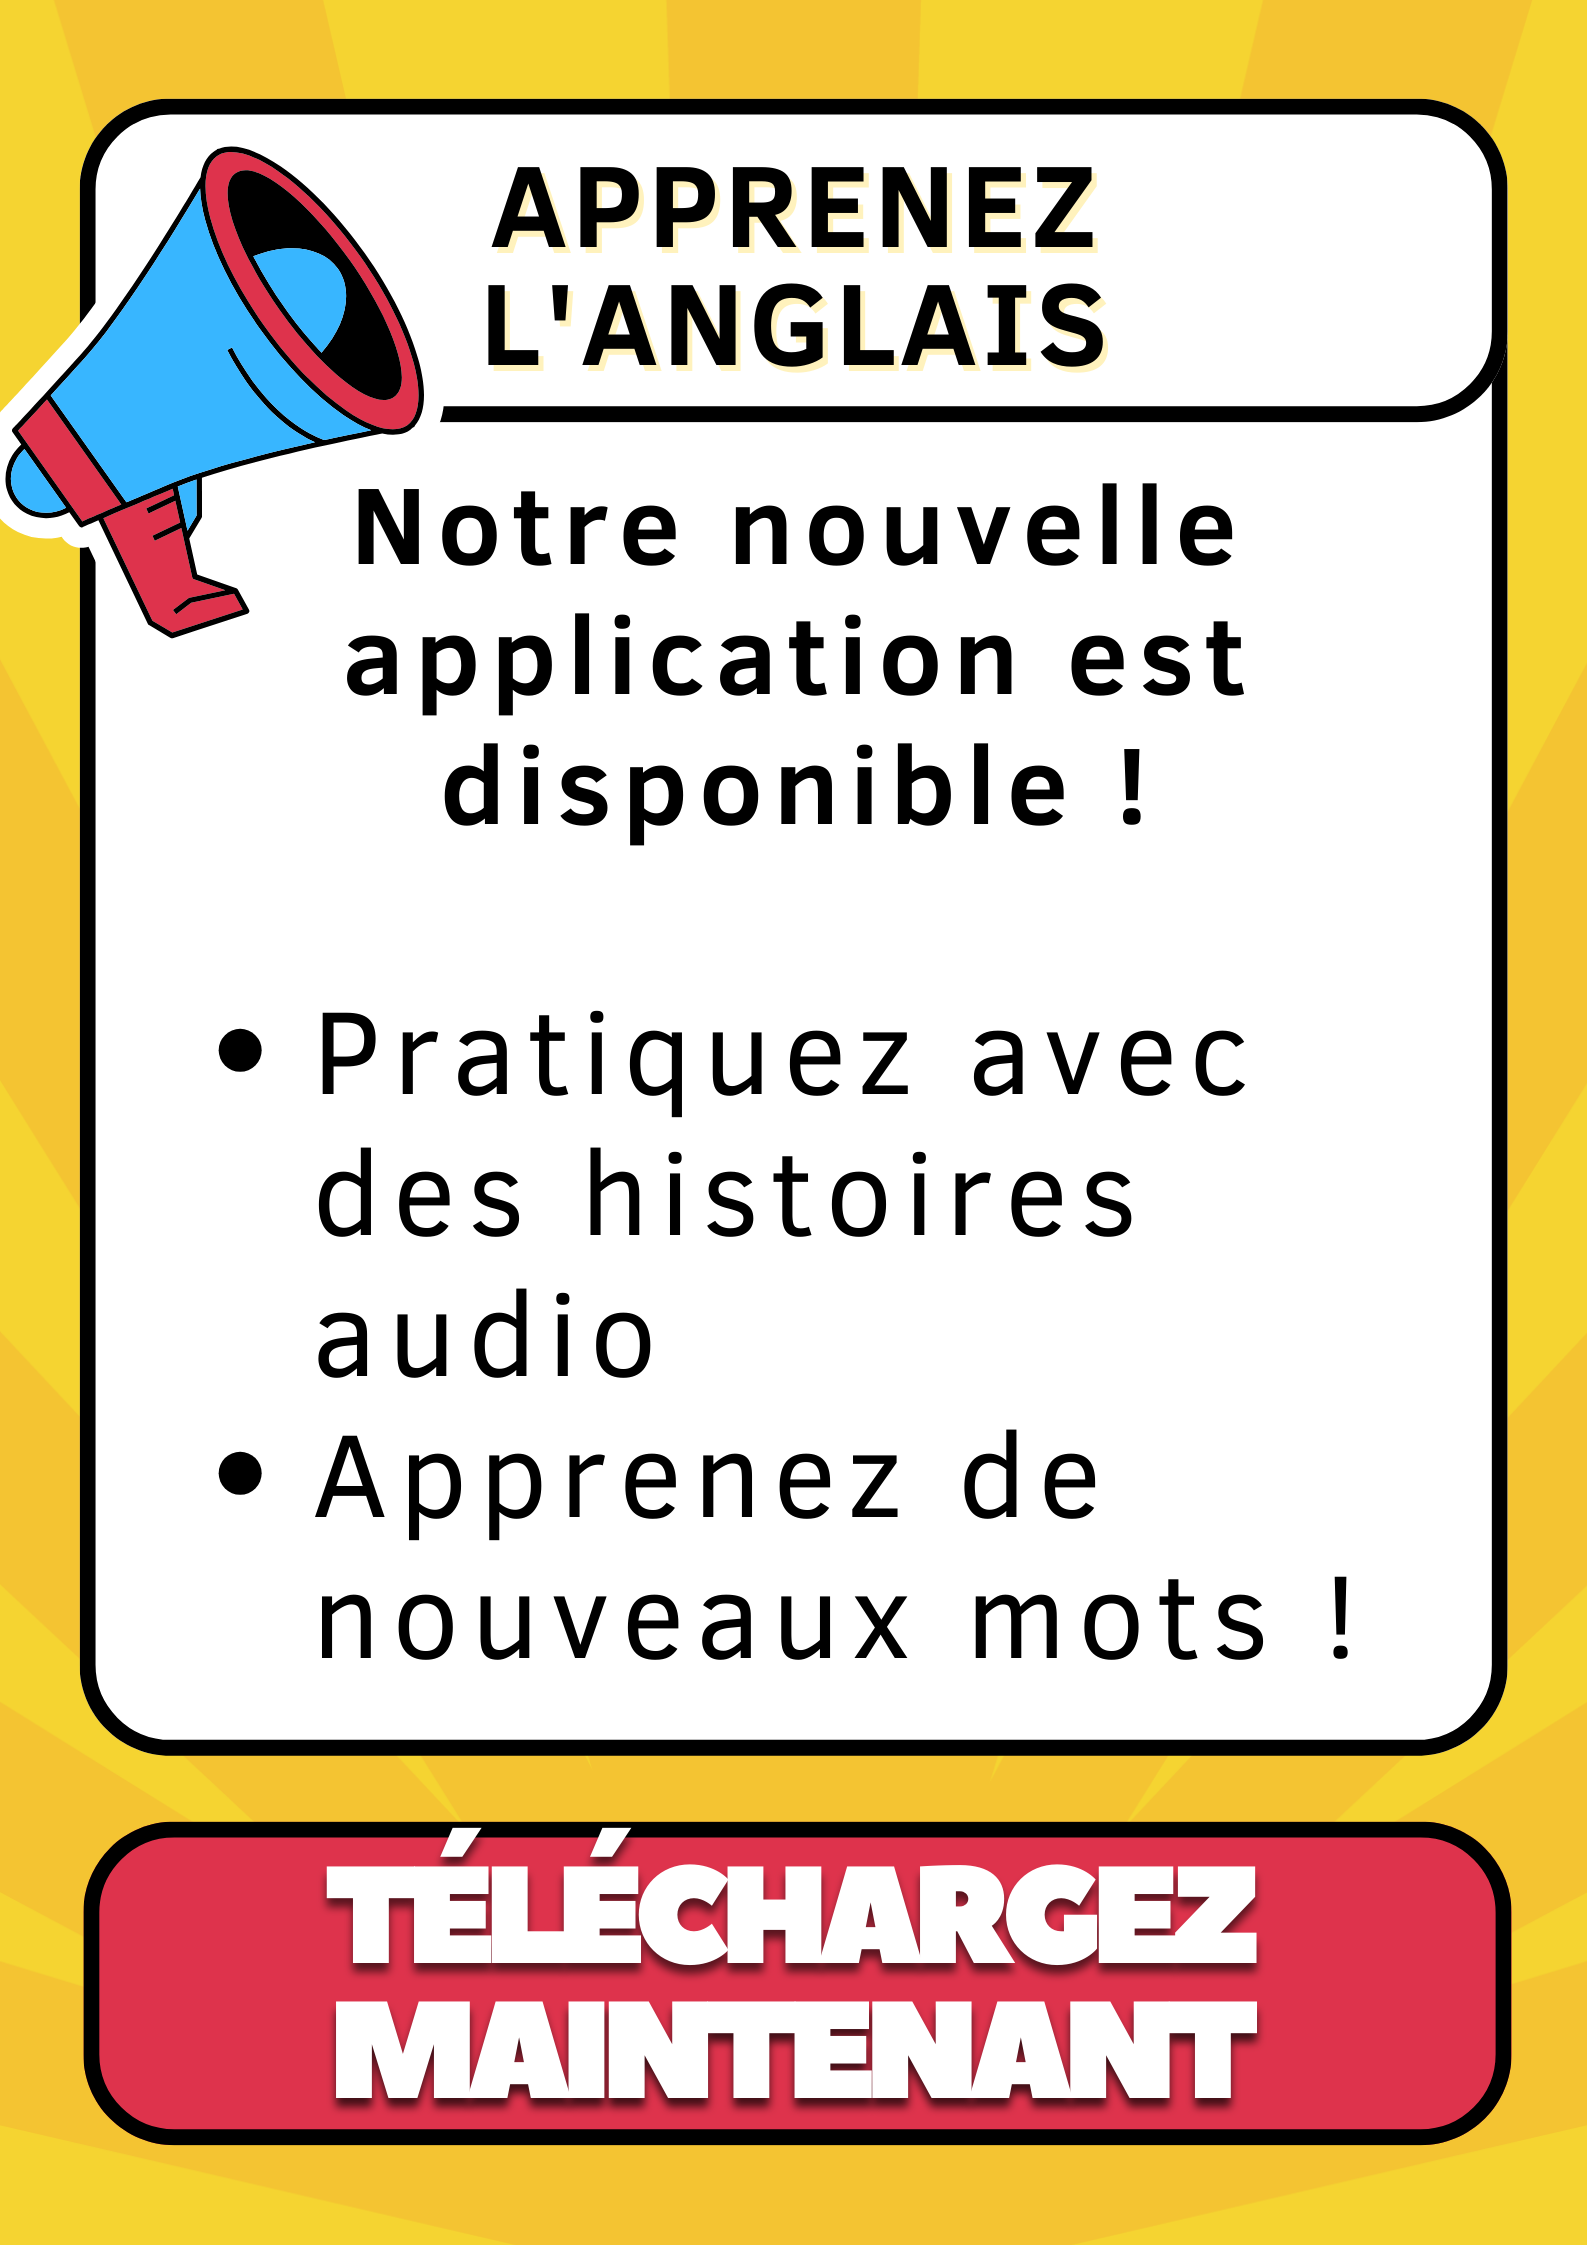 APPRENEZ
L'ANGLAIS
Notre nouvelle
application est
disponible !
• Pratiquez avec
des histoires
audio
• Apprenez de
nouveaux mots !
TÉLÉCHARGEZ
MAINTENANT